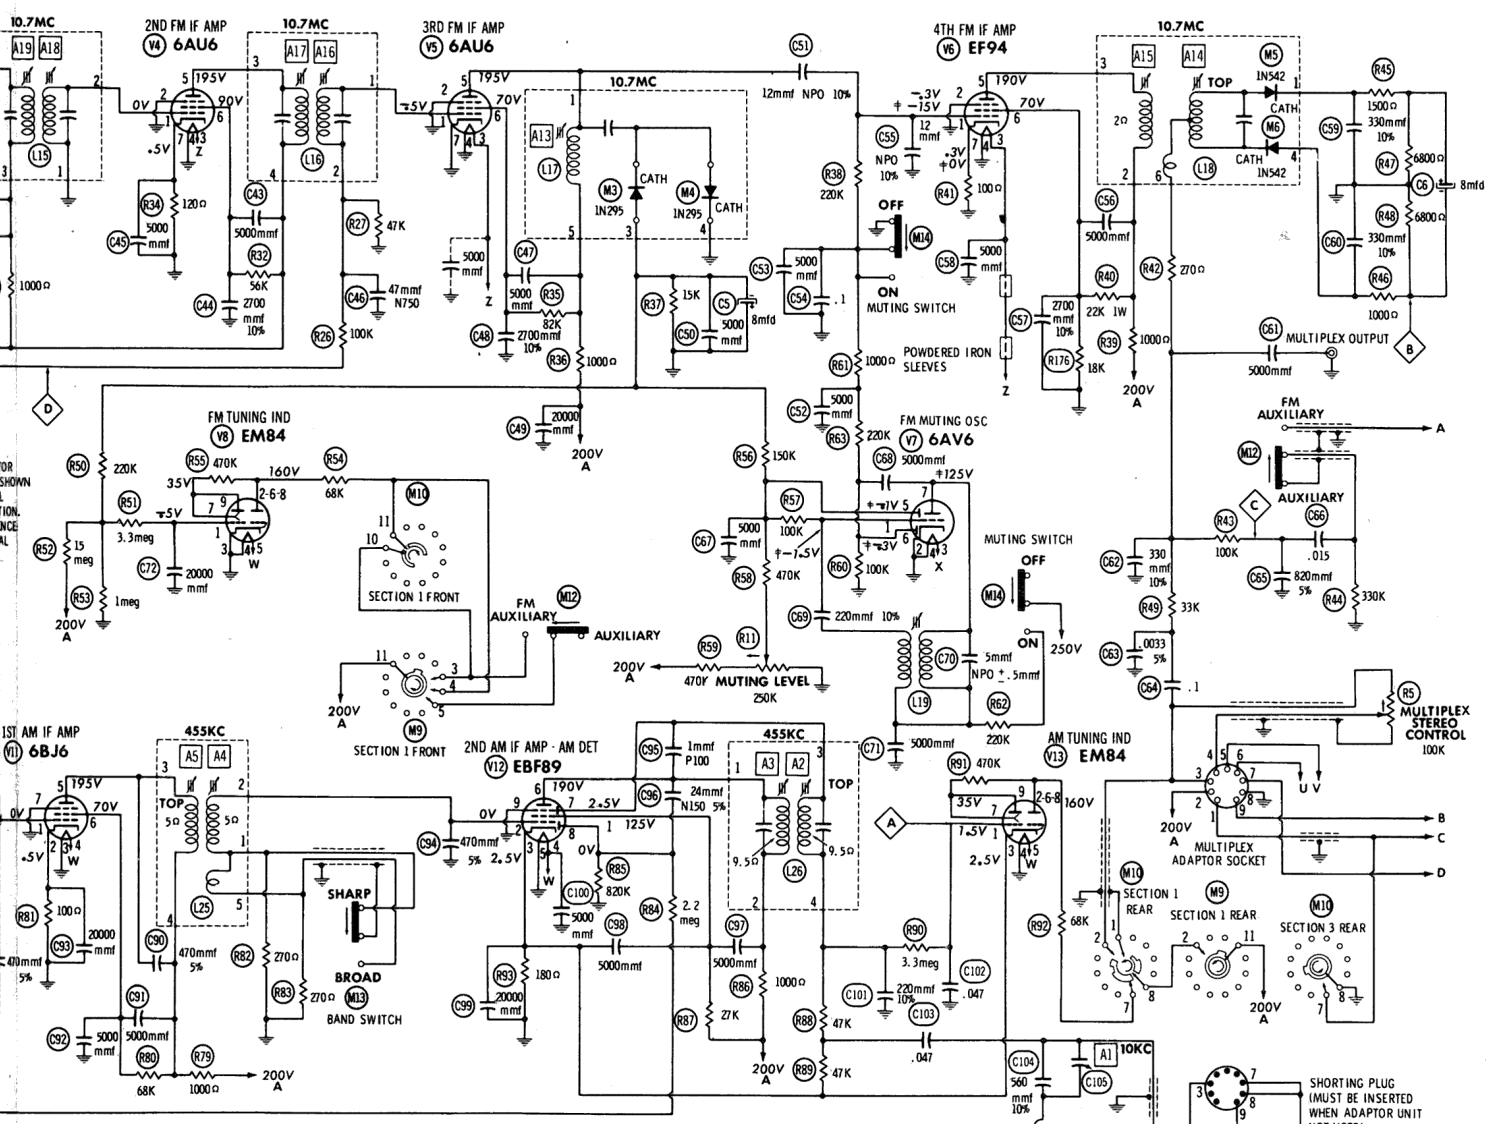 10.7MC
A19 A18
2ND FM IF AMP
V4 6AU6
10.7MC
A17 A16
3RD FM IF AMP
V5 6AU6
C51
12mmf NPO 10%
10.7MC
4TH FM IF AMP
V6 EF94
10.7MC
A15 A14
TOP
M5
1N542
CATH
M6
CATH
1N542
R45
1500Ω
330mmf
10%
C59
R47
6800Ω
C6
8mfd
R48
6800Ω
C60
330mmf
10%
R46
1000Ω
L15
0V
195V
90V
.5V
Z
R34
120Ω
C45
5000
mmf
C43
5000mmf
R32
56K
C44
2700
mmf
10%
L16
R27
47K
C46
47mmf
N750
R26
100K
1000Ω
195V
70V
5000
mmf
Z
C47
5000
mmf
R35
82K
C48
2700mmf
10%
R36
1000Ω
C49
20000
mmf
200V
A
A13
L17
M3
1N295
CATH
M4
1N295
CATH
R37
15K
C50
5000
mmf
C5
8mfd
R38
220K
C55
NPO
10%
12
mmf
190V
70V
R41
100Ω
OFF
M14
ON
MUTING SWITCH
C53
5000
mmf
C54
.1
C58
5000
mmf
POWDERED IRON
SLEEVES
Z
2Ω
L18
C56
5000mmf
R42
270Ω
R40
22K 1W
C57
2700
mmf
10%
R39
1000Ω
R176
18K
200V
A
C61
5000mmf
MULTIPLEX OUTPUT
B
D
R61
1000Ω
C52
5000
mmf
R63
220K
FM MUTING OSC
V7 6AV6
C68
5000mmf
FM TUNING IND
V8 EM84
R55 470K
R54
68K
160V
35V
2-6-8
R50
220K
R51
3.3meg
R52
15
meg
R53
1meg
200V
A
C72
20000
mmf
W
M10
11
10
SECTION 1 FRONT
FM
AUXILIARY
M12
AUXILIARY
R56
150K
R57
100K
C67
5000
mmf
R58
470K
R60
100K
X
C69
220mmf 10%
R59
470K
R11
MUTING LEVEL
250K
200V
A
L19
C70
5mmf
NPO ± .5mmf
R62
220K
C71
5000mmf
MUTING SWITCH
OFF
M14
ON
250V
FM
AUXILIARY
A
M12
AUXILIARY
C
R43
100K
C66
.015
C65
820mmf
5%
R44
330K
C62
330
mmf
10%
R49
33K
C63
.0033
5%
C64
.1
R5
MULTIPLEX
STEREO
CONTROL
100K
U V
200V
A
MULTIPLEX
ADAPTOR SOCKET
B
C
D
11
3
4
5
200V
A
M9
SECTION 1 FRONT
1ST AM IF AMP
V11 6BJ6
455KC
A5 A4
TOP
5Ω
5Ω
L25
195V
70V
0V
.5V
W
R81
100Ω
C93
20000
mmf
470mmf
5%
C90
470mmf
5%
C91
5000mmf
C92
5000
mmf
R80
68K
R79
1000Ω
200V
A
R82
270Ω
R83
270Ω
SHARP
BROAD
M13
BAND SWITCH
2ND AM IF AMP - AM DET
V12 EBF89
190V
2.5V
125V
0V
2.5V
0V
W
C94
470mmf
5%
C95
1mmf
P100
C96
24mmf
N150 5%
C100
5000
mmf
R85
820K
R84
2.2
meg
C98
5000mmf
R93
180Ω
C99
20000
mmf
455KC
A3 A2
TOP
9.5Ω
9.5Ω
L26
C97
5000mmf
R86
1000Ω
R87
27K
200V
A
R88
47K
R89
47K
R90
3.3meg
C101
220mmf
10%
C102
.047
C103
.047
AM TUNING IND
V13 EM84
R91 470K
35V
2-6-8
160V
1.5V
2.5V
W
A
R92
68K
M10
SECTION 1
REAR
M9
SECTION 1 REAR
200V
A
M10
SECTION 3 REAR
C104
560
mmf
10%
A1 10KC
C105
SHORTING PLUG
(MUST BE INSERTED
WHEN ADAPTOR UNIT